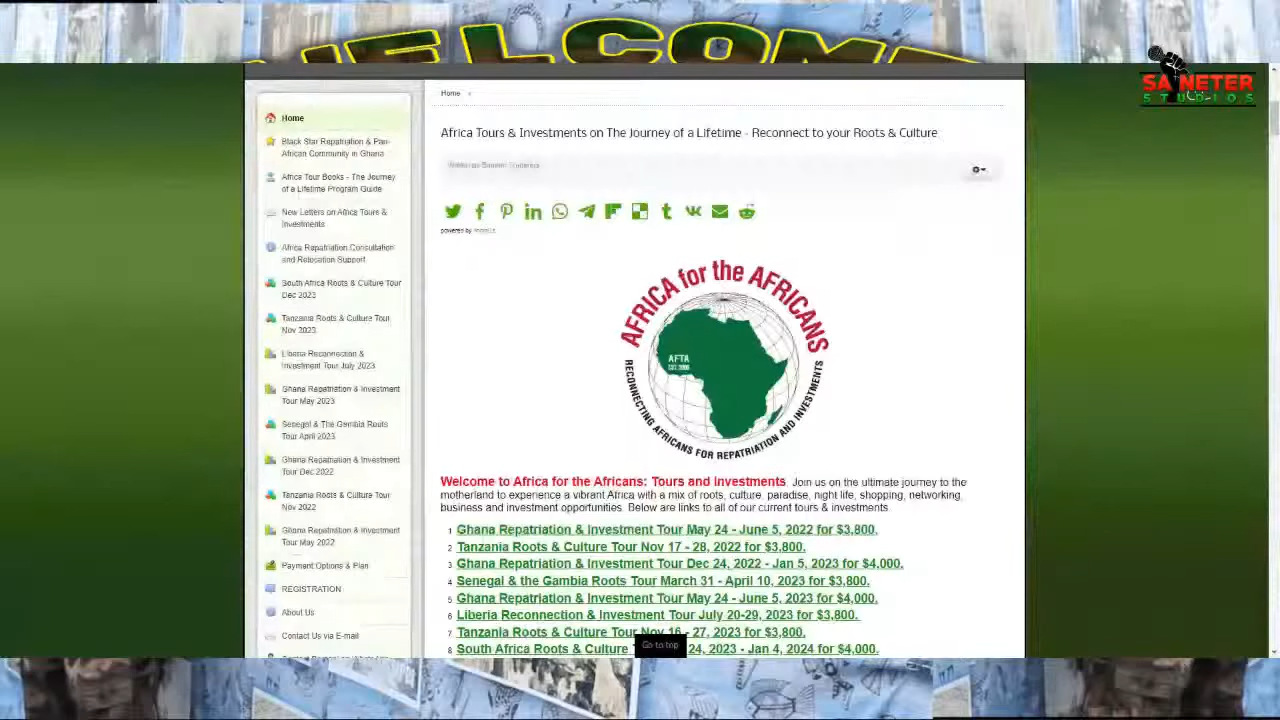 WELCOME
SA NETER
STUDIOS
Home
Africa Tours & Investments on The Journey of a Lifetime - Reconnect to your Roots & Culture
powered by
Home
Black Star Repatriation & Pan-
African Community in Ghana
Africa Tour Books - The Journey
of a Lifetime Program Guide
New Letters on Africa Tours &
Investments
Africa Repatriation Consultation
and Relocation Support
South Africa Roots & Culture Tour
Dec 2023
Tanzania Roots & Culture Tour
Nov 2023
Liberia Reconnection &
Investment Tour July 2023
Ghana Repatriation & Investment
Tour May 2023
Senegal & The Gambia Roots
Tour April 2023
Ghana Repatriation & Investment
Tour Dec 2022
Tanzania Roots & Culture Tour
Nov 2022
Ghana Repatriation & Investment
Tour May 2022
Payment Options & Plan
REGISTRATION
About Us
Contact Us via E-mail
AFRICA for the AFRICANS
AFTA
EST.
RECONNECTING AFRICANS FOR REPATRIATION AND INVESTMENTS
Welcome to Africa for the Africans: Tours and Investments. Join us on the ultimate journey to the
motherland to experience a vibrant Africa with a mix of roots, culture, paradise, night life, shopping, networking,
business and investment opportunities. Below are links to all of our current tours & investments.
1 Ghana Repatriation & Investment Tour May 24 - June 5, 2022 for $3,800.
2 Tanzania Roots & Culture Tour Nov 17 - 28, 2022 for $3,800.
3 Ghana Repatriation & Investment Tour Dec 24, 2022 - Jan 5, 2023 for $4,000.
4 Senegal & the Gambia Roots Tour March 31 - April 10, 2023 for $3,800.
5 Ghana Repatriation & Investment Tour May 24 - June 5, 2023 for $4,000.
6 Liberia Reconnection & Investment Tour July 20-29, 2023 for $3,800.
7 Tanzania Roots & Culture Tour Nov 16 - 27, 2023 for $3,800.
8 South Africa Roots & Culture 24, 2023 - Jan 4, 2024 for $4,000.
Go to top